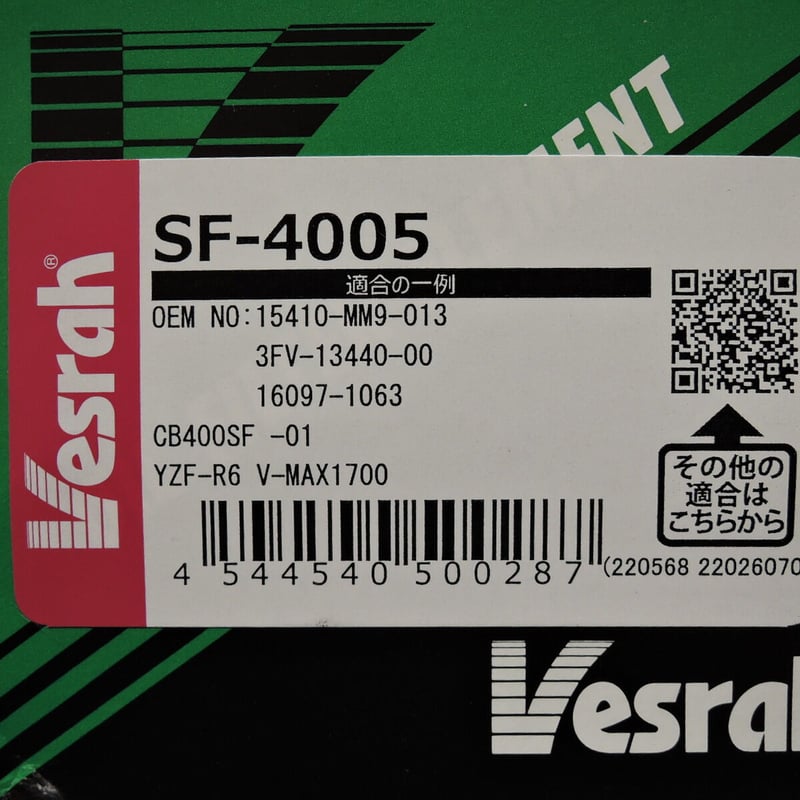 SF-4005
適合の一例
OEM NO:15410-MM9-013
3FV-13440-00
16097-1063
CB400SF -01
YZF-R6 V-MAX1700
4 544540 500287
(220568 22026070
その他の
適合は
こちらから
Vesrah®
Vesrah